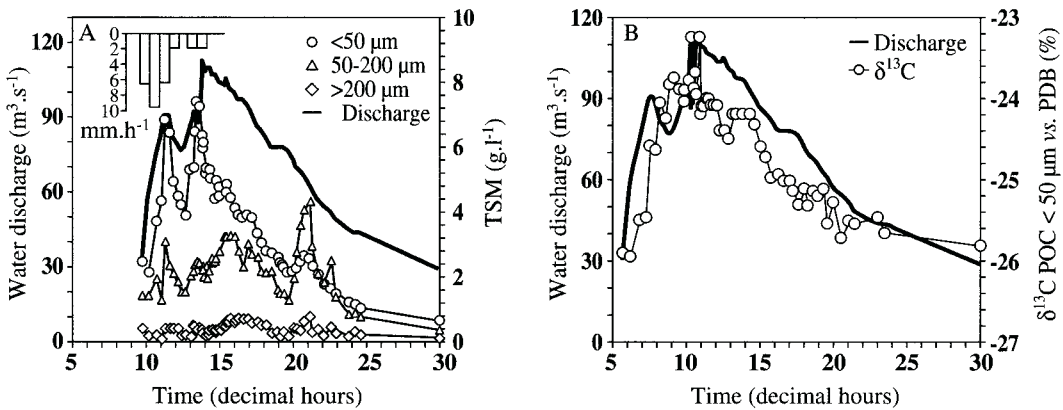 A
Water discharge (m³.s⁻¹)
120
90
60
30
0
0
2
4
6
8
10
mm.h⁻¹
<50 µm
50-200 µm
>200 µm
Discharge
10
8
6
4
2
0
TSM (g.l⁻¹)
5 10 15 20 25 30
Time (decimal hours)
B
Water discharge (m³.s⁻¹)
120
90
60
30
0
Discharge
δ¹³C
-23
-24
-25
-26
-27
δ¹³C POC < 50 µm vs. PDB (%)
5 10 15 20 25 30
Time (decimal hours)